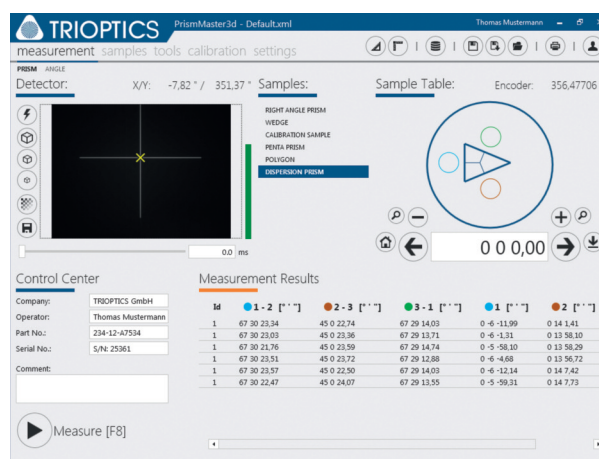 TRIOPTICS PrismMaster3d - Default.xml Thomas Mustermann
measurement samples tools calibration settings
PRISM ANGLE
Detector: X/Y: -7,82 " / 351,37 " Samples: Sample Table: Encoder: 356,47706
RIGHT ANGLE PRISM
WEDGE
CALIBRATION SAMPLE
PENTA PRISM
POLYGON
DISPERSION PRISM
0.0 ms
0 0 0,00
Control Center Measurement Results
Company: TRIOPTICS GmbH
Operator: Thomas Mustermann
Part No.: 234-12-A7534
Serial No.: S/N: 25361
Comment:
Id 1 - 2 [° ' "] 2 - 3 [° ' "] 3 - 1 [° ' "] 1 [° ' "] 2 [° ' "]
1 67 30 23,34 45 0 22,74 67 29 14,03 0 -6 -11,99 0 14 1,41
1 67 30 23,03 45 0 23,36 67 29 13,71 0 -6 -1,31 0 13 58,10
1 67 30 21,76 45 0 23,59 67 29 14,74 0 -5 -58,10 0 13 58,29
1 67 30 23,51 45 0 23,72 67 29 12,88 0 -6 -4,68 0 13 56,72
1 67 30 23,57 45 0 22,50 67 29 14,03 0 -6 -12,14 0 14 7,42
1 67 30 22,47 45 0 24,07 67 29 13,55 0 -5 -59,31 0 14 7,73
Measure [F8]